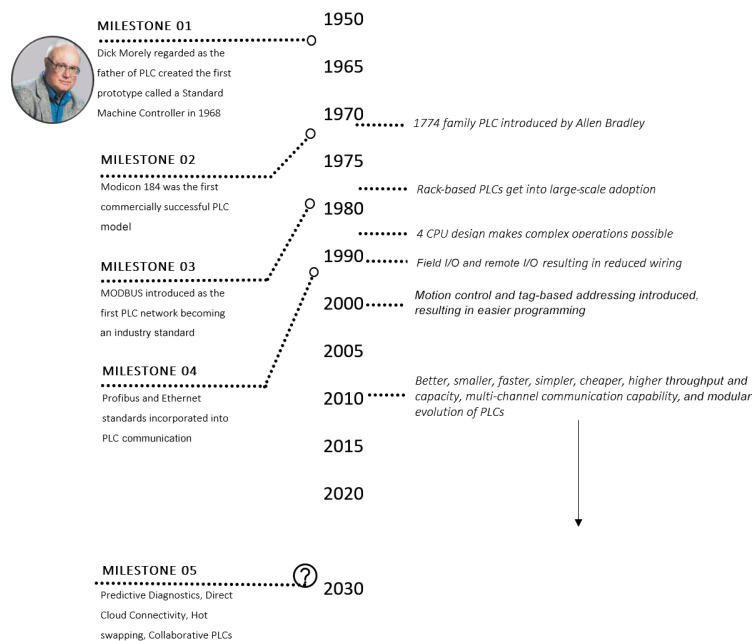 MILESTONE 01
Dick Morely regarded as the
father of PLC created the first
prototype called a Standard
Machine Controller in 1968
MILESTONE 02
Modicon 184 was the first
commercially successful PLC
model
MILESTONE 03
MODBUS introduced as the
first PLC network becoming
an industry standard
MILESTONE 04
Profibus and Ethernet
standards incorporated into
PLC communication
MILESTONE 05
Predictive Diagnostics, Direct
Cloud Connectivity, Hot
swapping, Collaborative PLCs
?
1950
1965
1970
1975
1980
1990
2000
2005
2010
2015
2020
2030
1774 family PLC introduced by Allen Bradley
Rack-based PLCs get into large-scale adoption
4 CPU design makes complex operations possible
Field I/O and remote I/O resulting in reduced wiring
Motion control and tag-based addressing introduced,
resulting in easier programming
Better, smaller, faster, simpler, cheaper, higher throughput and
capacity, multi-channel communication capability, and modular
evolution of PLCs